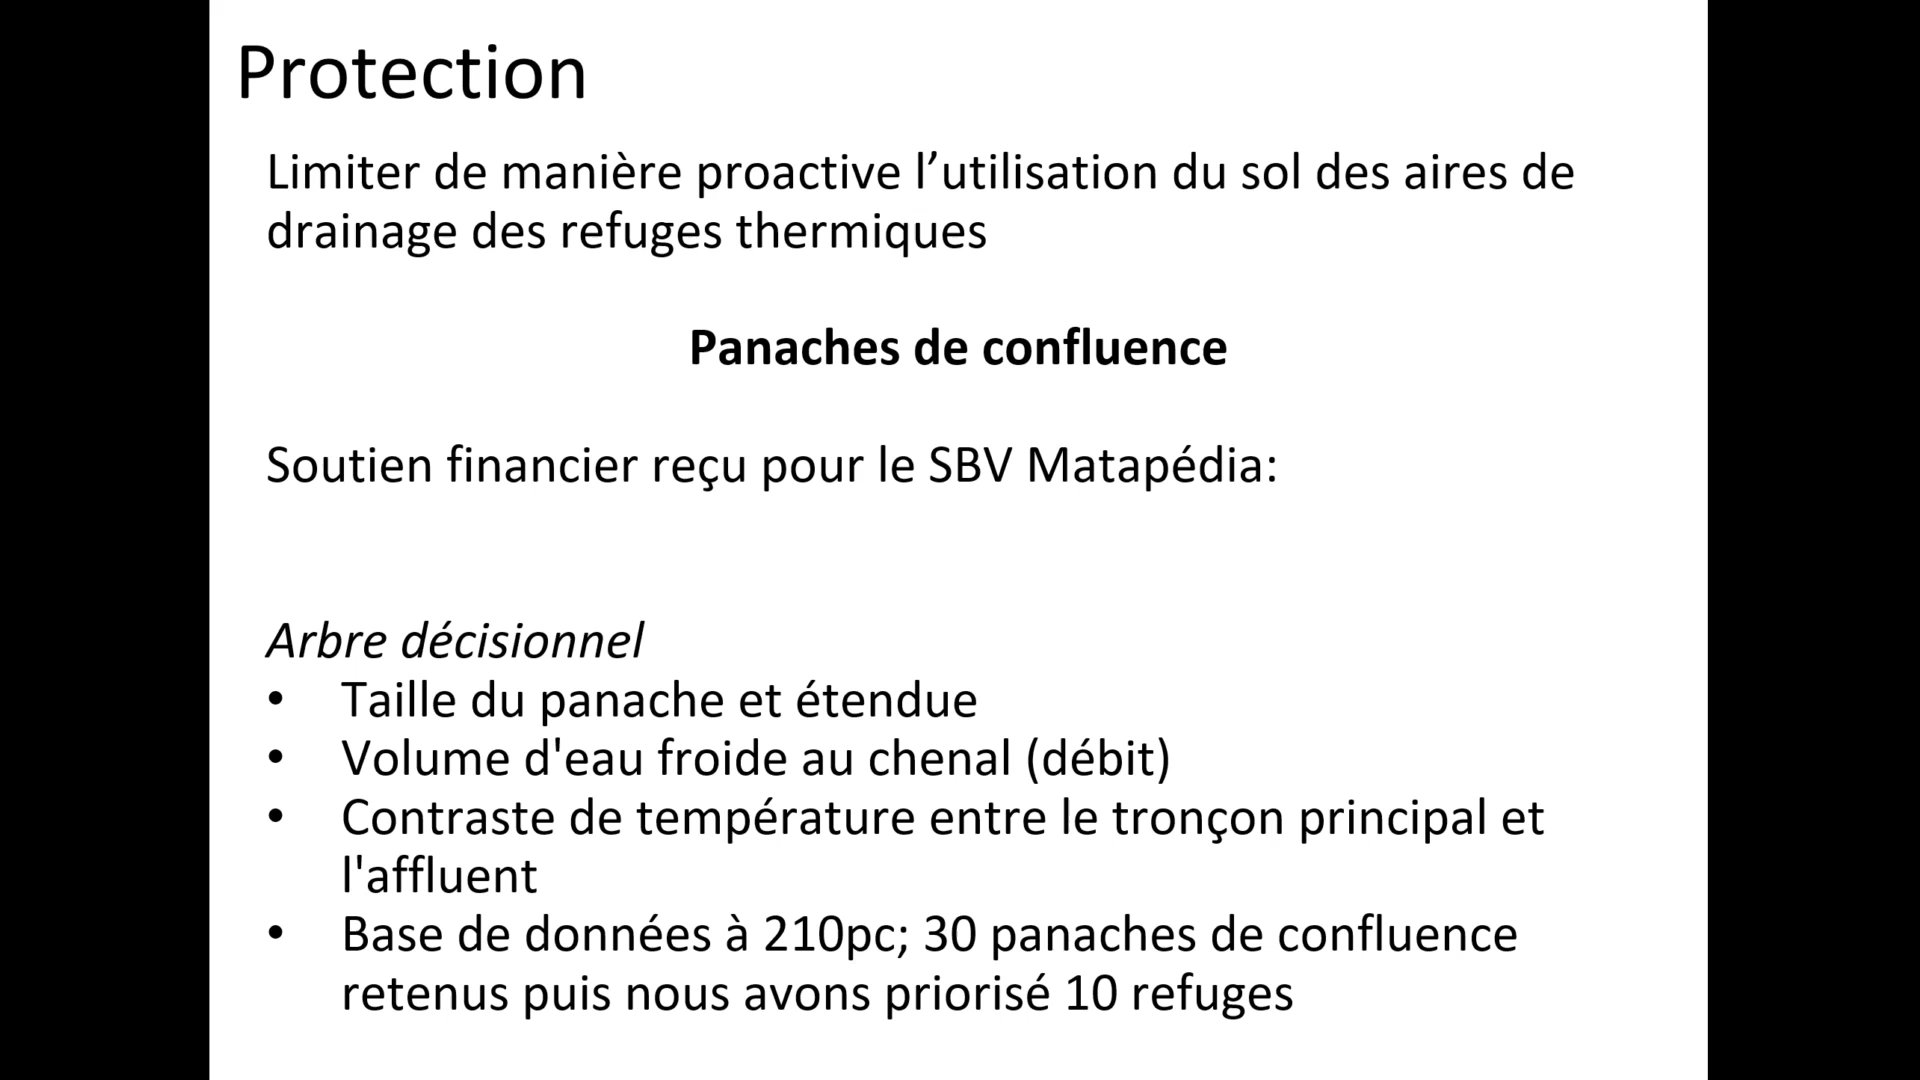 Protection
Limiter de manière proactive l’utilisation du sol des aires de
drainage des refuges thermiques
Panaches de confluence
Soutien financier reçu pour le SBV Matapédia:
Arbre décisionnel
• Taille du panache et étendue
• Volume d'eau froide au chenal (débit)
• Contraste de température entre le tronçon principal et
l'affluent
• Base de données à 210pc; 30 panaches de confluence
retenus puis nous avons priorisé 10 refuges